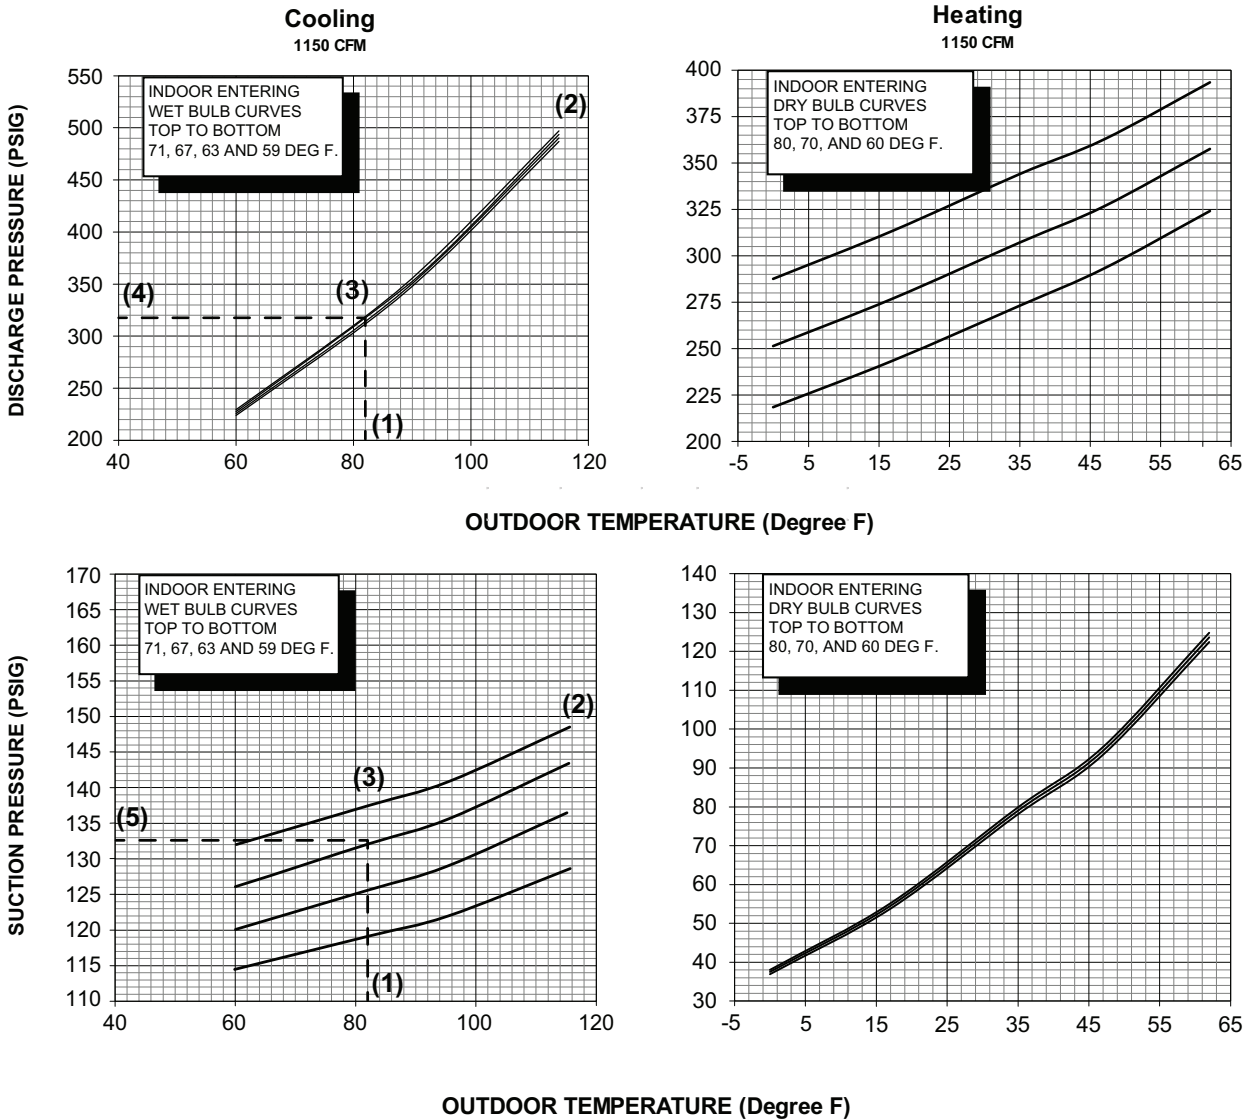 Cooling
1150 CFM
DISCHARGE PRESSURE (PSIG)
550
500
450
400
350
300
250
200
INDOOR ENTERING
WET BULB CURVES
TOP TO BOTTOM
71, 67, 63 AND 59 DEG F.
(2)
(3)
(4)
(1)
40 60 80 100 120
Heating
1150 CFM
400
375
350
325
300
275
250
225
200
INDOOR ENTERING
DRY BULB CURVES
TOP TO BOTTOM
80, 70, AND 60 DEG F.
-5 5 15 25 35 45 55 65
OUTDOOR TEMPERATURE (Degree F)
SUCTION PRESSURE (PSIG)
170
165
160
155
150
145
140
135
130
125
120
115
110
INDOOR ENTERING
WET BULB CURVES
TOP TO BOTTOM
71, 67, 63 AND 59 DEG F.
(2)
(3)
(5)
(1)
40 60 80 100 120
140
130
120
110
100
90
80
70
60
50
40
30
INDOOR ENTERING
DRY BULB CURVES
TOP TO BOTTOM
80, 70, AND 60 DEG F.
-5 5 15 25 35 45 55 65
OUTDOOR TEMPERATURE (Degree F)